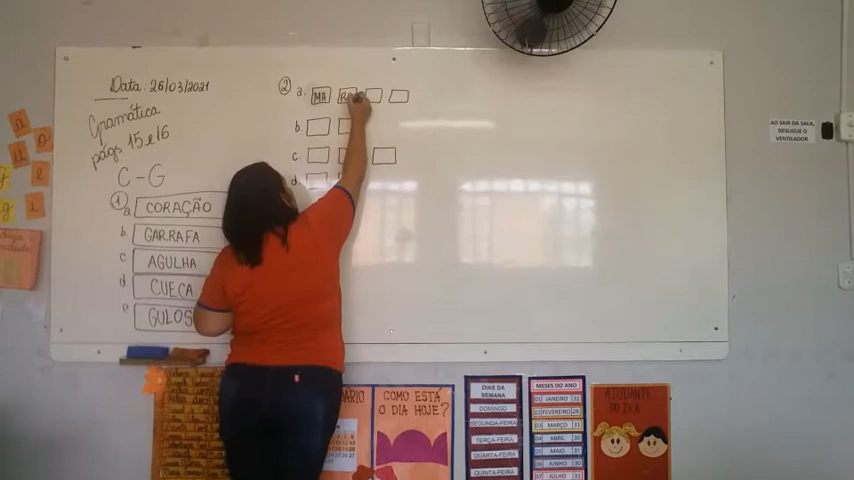 Data: 26/03/2021
Gramática
págs 15 e 16
C - G
1
a CORAÇÃO
b. GARRAFA
c AGULHA
d CUECA
e GULOS
2 a. MA
b.
c.
d.
AO SAIR DA SALA,
DESLIGUE O
VENTILADOR.
COMO ESTÁ
O DIA HOJE?
DIAS DA
SEMANA
DOMINGO
SEGUNDA-FEIRA
TERÇA-FEIRA
QUARTA-FEIRA
QUINTA-FEIRA
MESES DO ANO
01 JANEIRO 31
02 FEVEREIRO 28
03 MARÇO 31
04 ABRIL 30
05 MAIO 31
06 JUNHO 30
07 JULHO 31
AJUDANTE
DO DIA